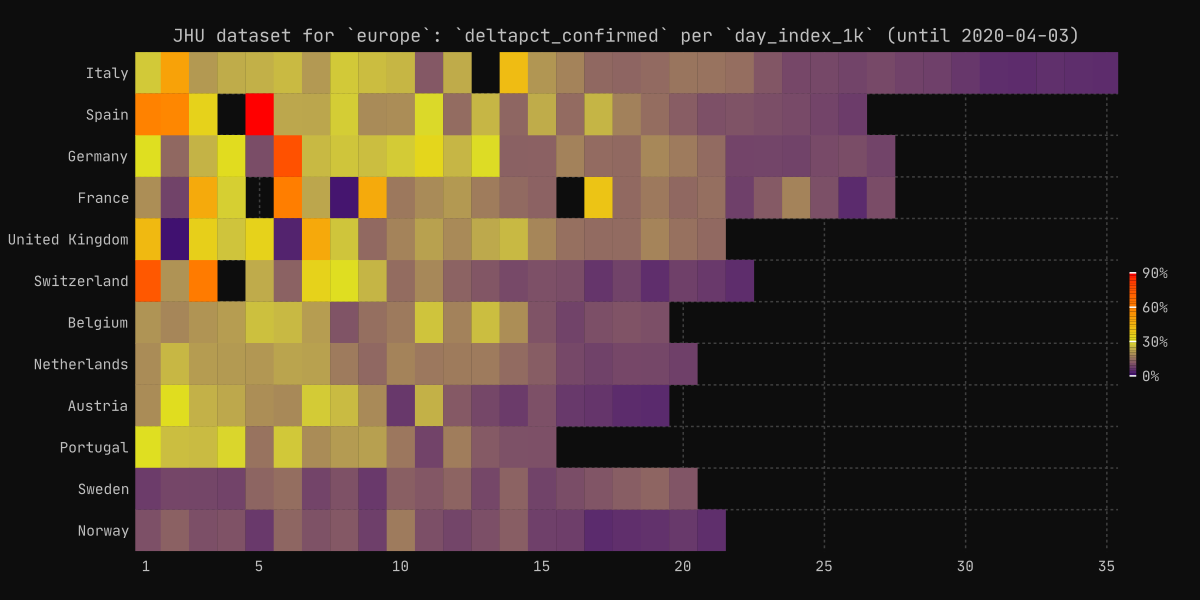 JHU dataset for `europe`: `deltapct_confirmed` per `day_index_1k` (until 2020-04-03)
Italy
Spain
Germany
France
United Kingdom
Switzerland
Belgium
Netherlands
Austria
Portugal
Sweden
Norway
1 5 10 15 20 25 30 35
90%
60%
30%
0%